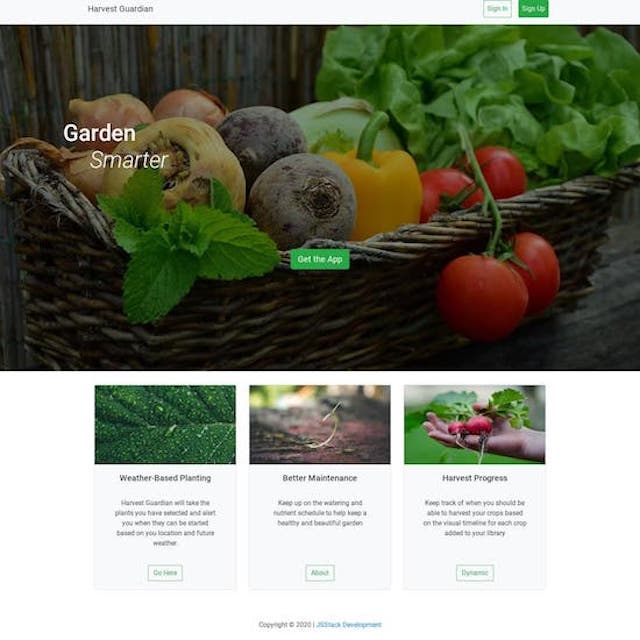 Harvest Guardian
Sign In
Sign Up
Garden
Smarter
Get the App
Weather-Based Planting
Harvest Guardian will take the
plants you have selected and alert
you when they can be started
based on you location and future
weather.
Go Here
Better Maintenance
Keep up on the watering and
nutrient schedule to help keep a
healthy and beautiful garden
About
Harvest Progress
Keep track of when you should be
able to harvest your crops based
on the visual timeline for each crop
added to your library
Dynamic
Copyright © 2020 | JSStack Development